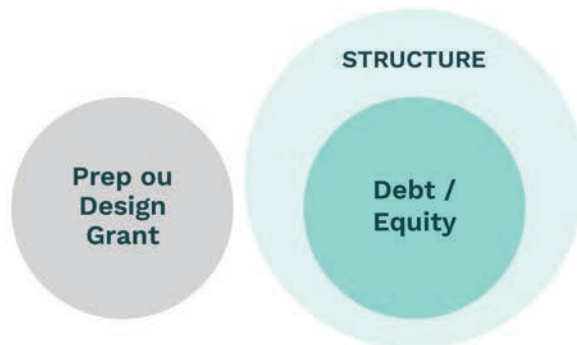 STRUCTURE
Prep ou
Design
Grant
Debt /
Equity